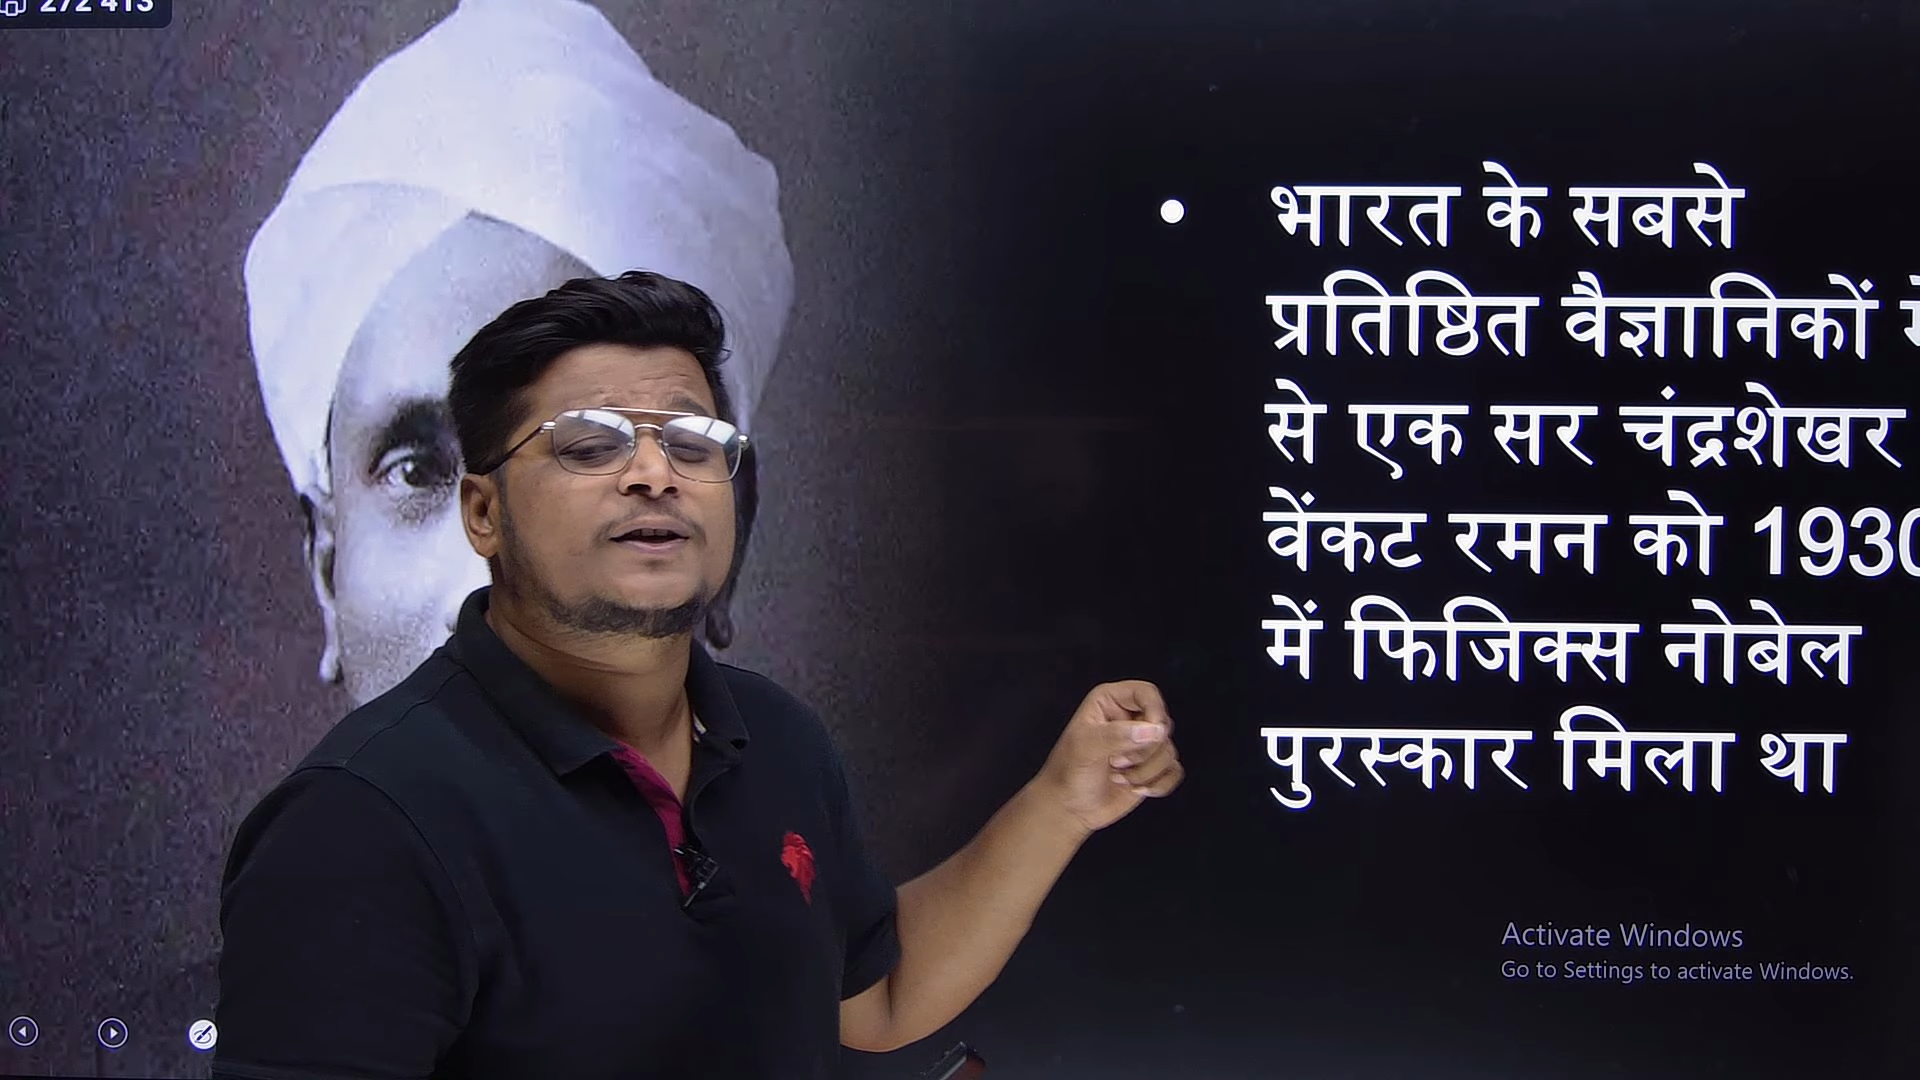 272 413
भारत के सबसे
प्रतिष्ठित वैज्ञानिकों में
से एक सर चंद्रशेखर
वेंकट रमन को 1930
में फिजिक्स नोबेल
पुरस्कार मिला था
Activate Windows
Go to Settings to activate Windows.